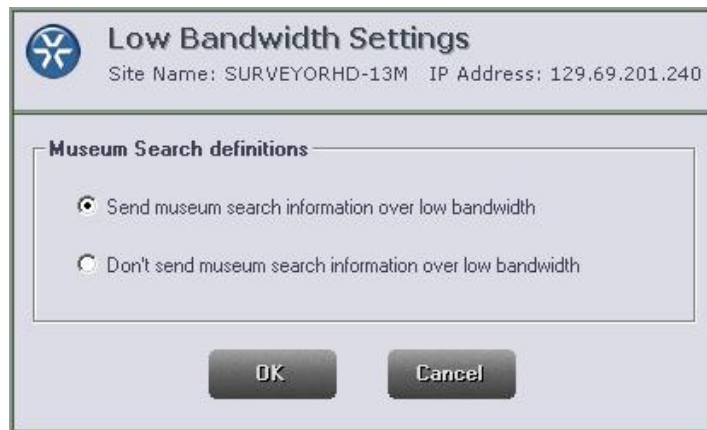 Low Bandwidth Settings
Site Name: SURVEYORHD-13M IP Address: 129.69.201.240
Museum Search definitions
Send museum search information over low bandwidth
Don't send museum search information over low bandwidth
OK Cancel